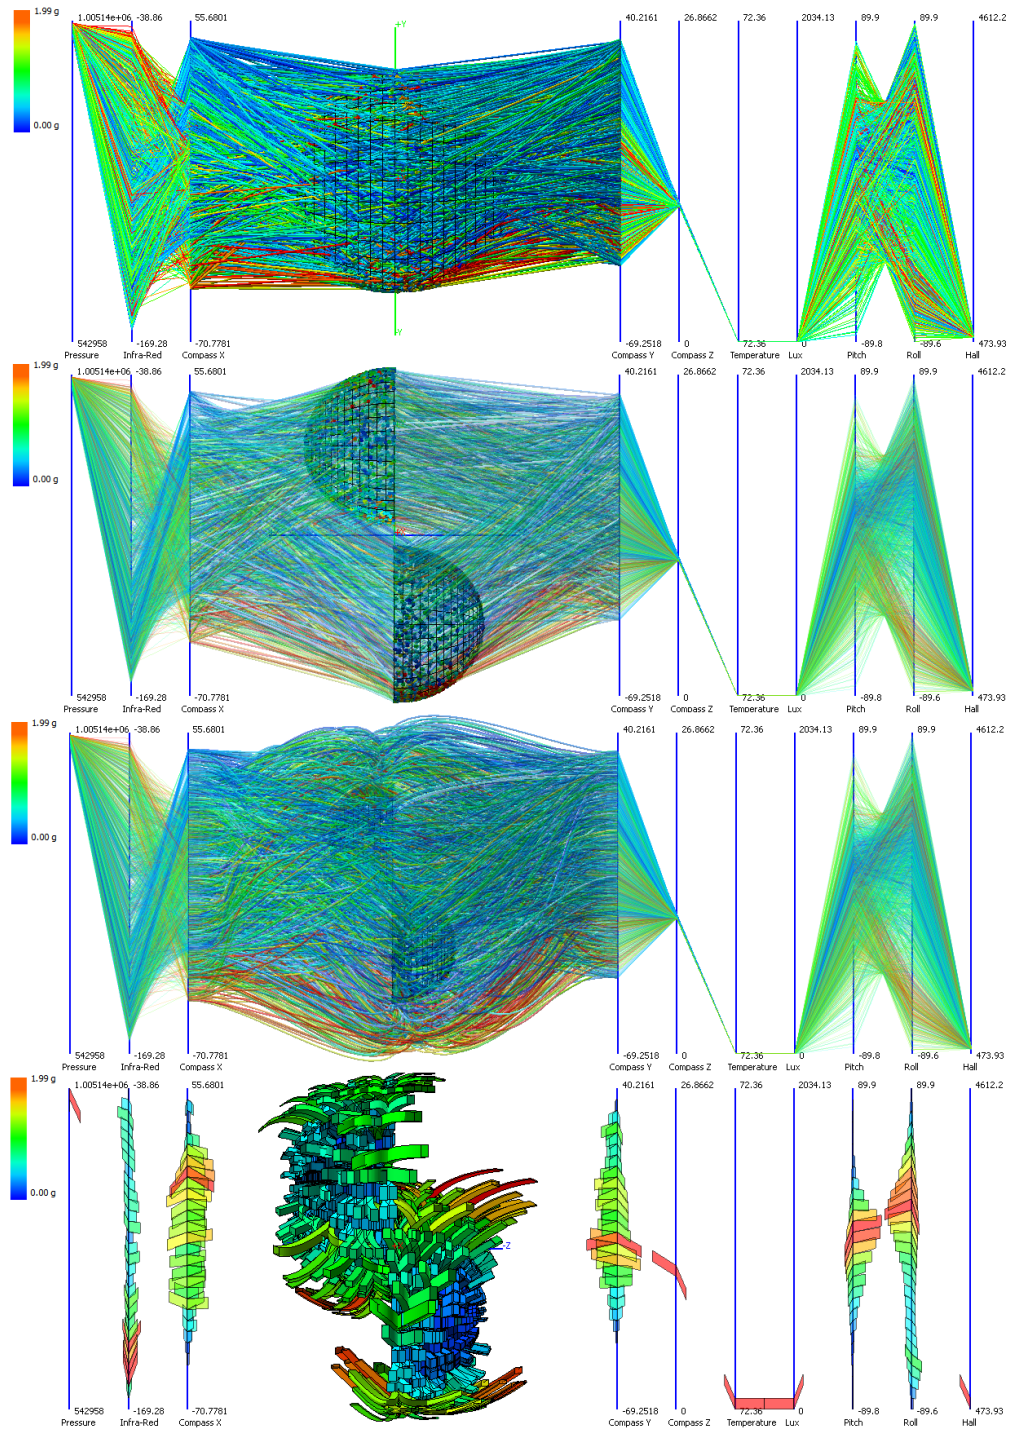 1.99 g
0.00 g
1.00514e+06 -38.86 55.6801 +Y 40.2161 26.8662 72.36 2034.13 89.9 89.9 4612.2
-Y
542958 -169.28 -70.7781 -69.2518 0 72.36 0 -89.8 -89.6 473.93
Pressure Infra-Red Compass X Compass Y Compass Z Temperature Lux Pitch Roll Hall
1.99 g
0.00 g
1.00514e+06 -38.86 55.6801 40.2161 26.8662 72.36 2034.13 89.9 89.9 4612.2
542958 -169.28 -70.7781 -69.2518 0 72.36 0 -89.8 -89.6 473.93
Pressure Infra-Red Compass X Compass Y Compass Z Temperature Lux Pitch Roll Hall
1.99 g
0.00 g
1.00514e+06 -38.86 55.6801 40.2161 26.8662 72.36 2034.13 89.9 89.9 4612.2
542958 -169.28 -70.7781 -69.2518 0 72.36 0 -89.8 -89.6 473.93
Pressure Infra-Red Compass X Compass Y Compass Z Temperature Lux Pitch Roll Hall
1.99 g
0.00 g
1.00514e+06 -38.86 55.6801 40.2161 26.8662 72.36 2034.13 89.9 89.9 4612.2
-Z
542958 -169.28 -70.7781 -69.2518 0 72.36 0 -89.8 -89.6 473.93
Pressure Infra-Red Compass X Compass Y Compass Z Temperature Lux Pitch Roll Hall